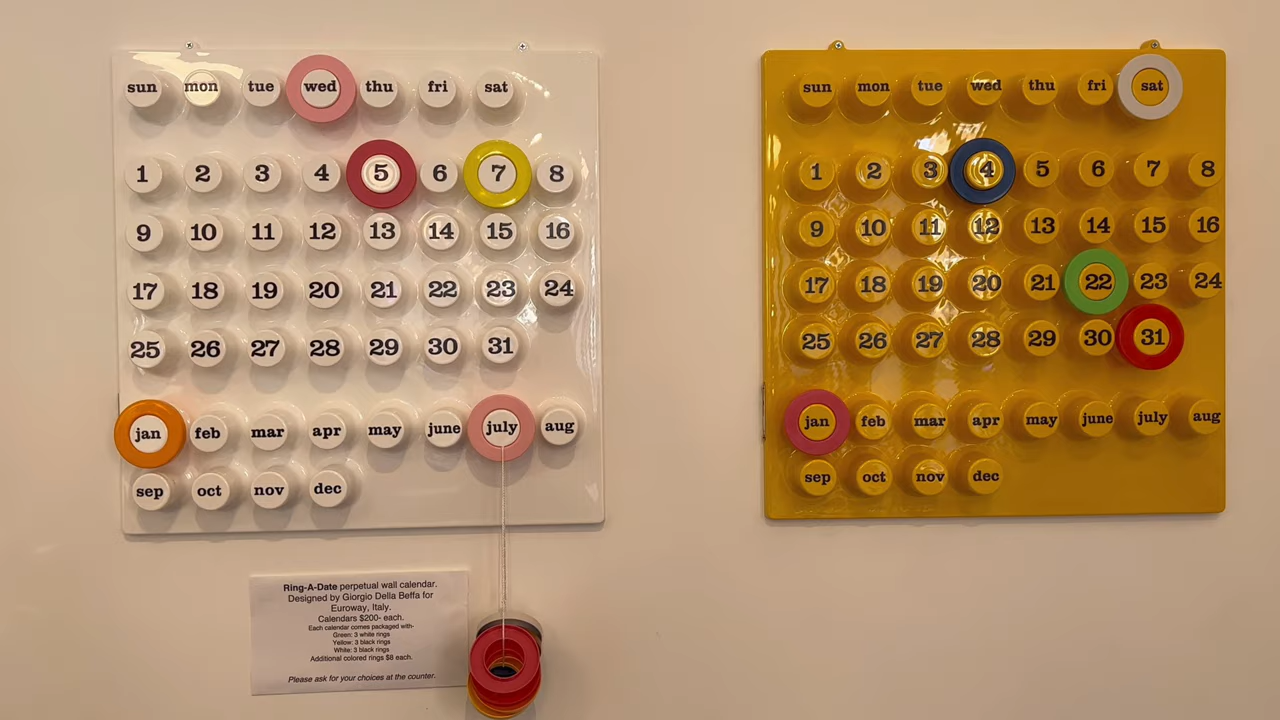 sun mon tue wed thu fri sat
1 2 3 4 5 6 7 8
9 10 11 12 13 14 15 16
17 18 19 20 21 22 23 24
25 26 27 28 29 30 31
jan feb mar apr may june july aug
sep oct nov dec
Ring-A-Date perpetual wall calendar.
Designed by Giorgio Della Beffa for
Euroway, Italy.
Calendars $200- each.
Each calendar comes packaged with-
Green: 3 white rings
Yellow: 3 black rings
White: 3 black rings
Additional colored rings $8 each.
Please ask for your choices at the counter.
sun mon tue wed thu fri sat
1 2 3 4 5 6 7 8
9 10 11 12 13 14 15 16
17 18 19 20 21 22 23 24
25 26 27 28 29 30 31
jan feb mar apr may june july aug
sep oct nov dec